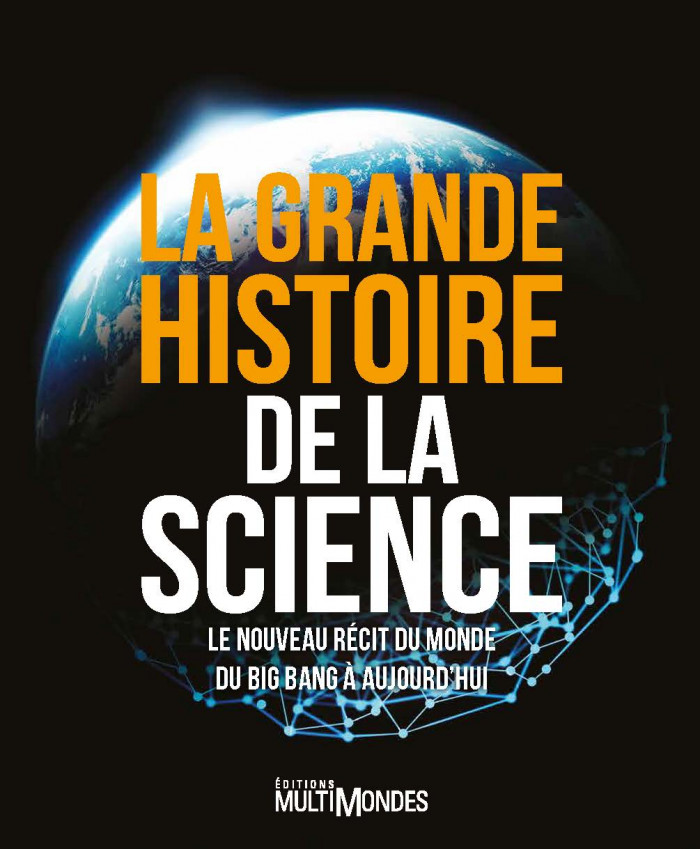 LA GRANDE
HISTOIRE
DE LA
SCIENCE
LE NOUVEAU RÉCIT DU MONDE
DU BIG BANG À AUJOURD'HUI
ÉDITIONS
MULTIMONDES